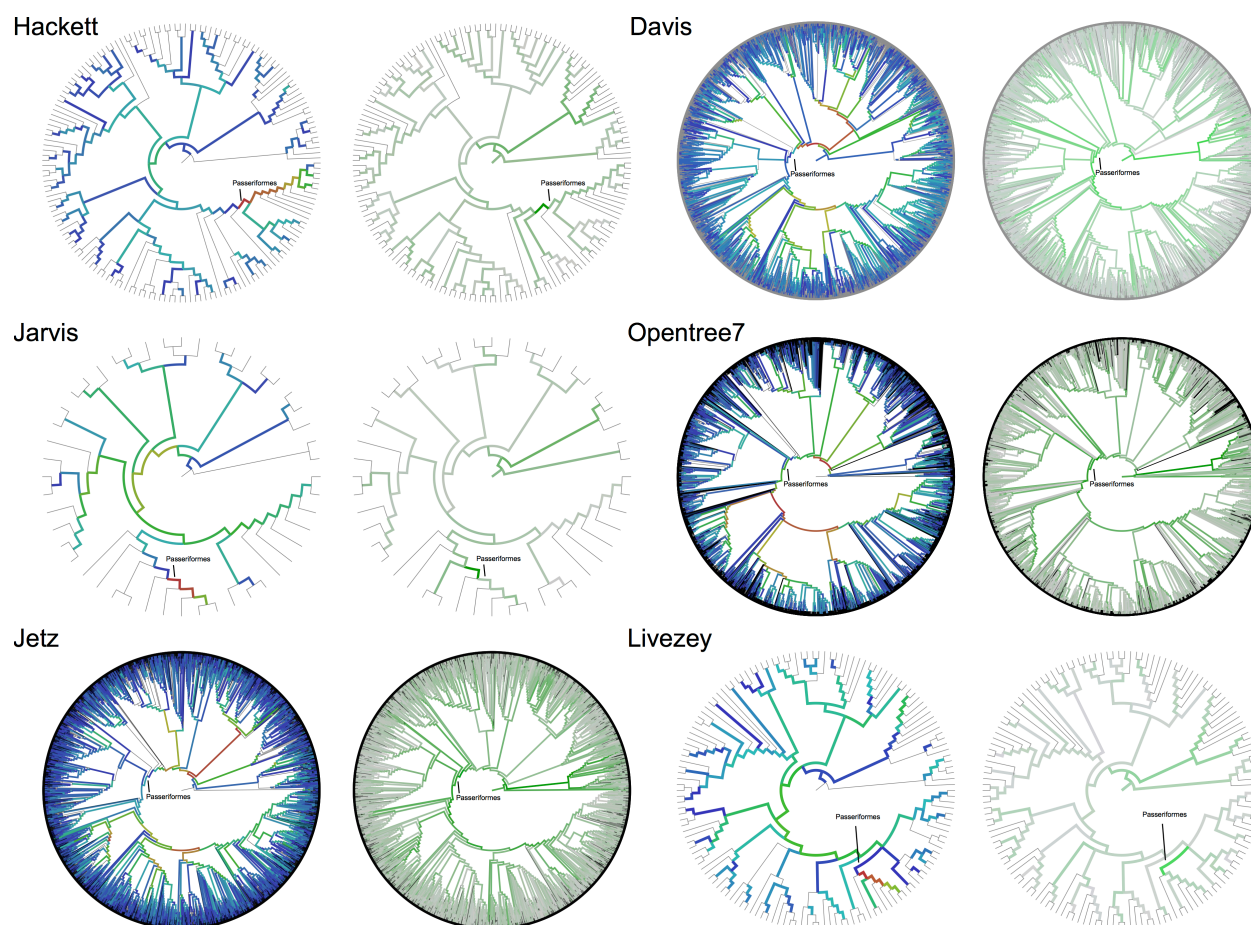 Hackett
Passeriformes
Passeriformes
Davis
Passeriformes
Passeriformes
Jarvis
Passeriformes
Passeriformes
Opentree7
Passeriformes
Passeriformes
Jetz
Passeriformes
Passeriformes
Livezey
Passeriformes
Passeriformes